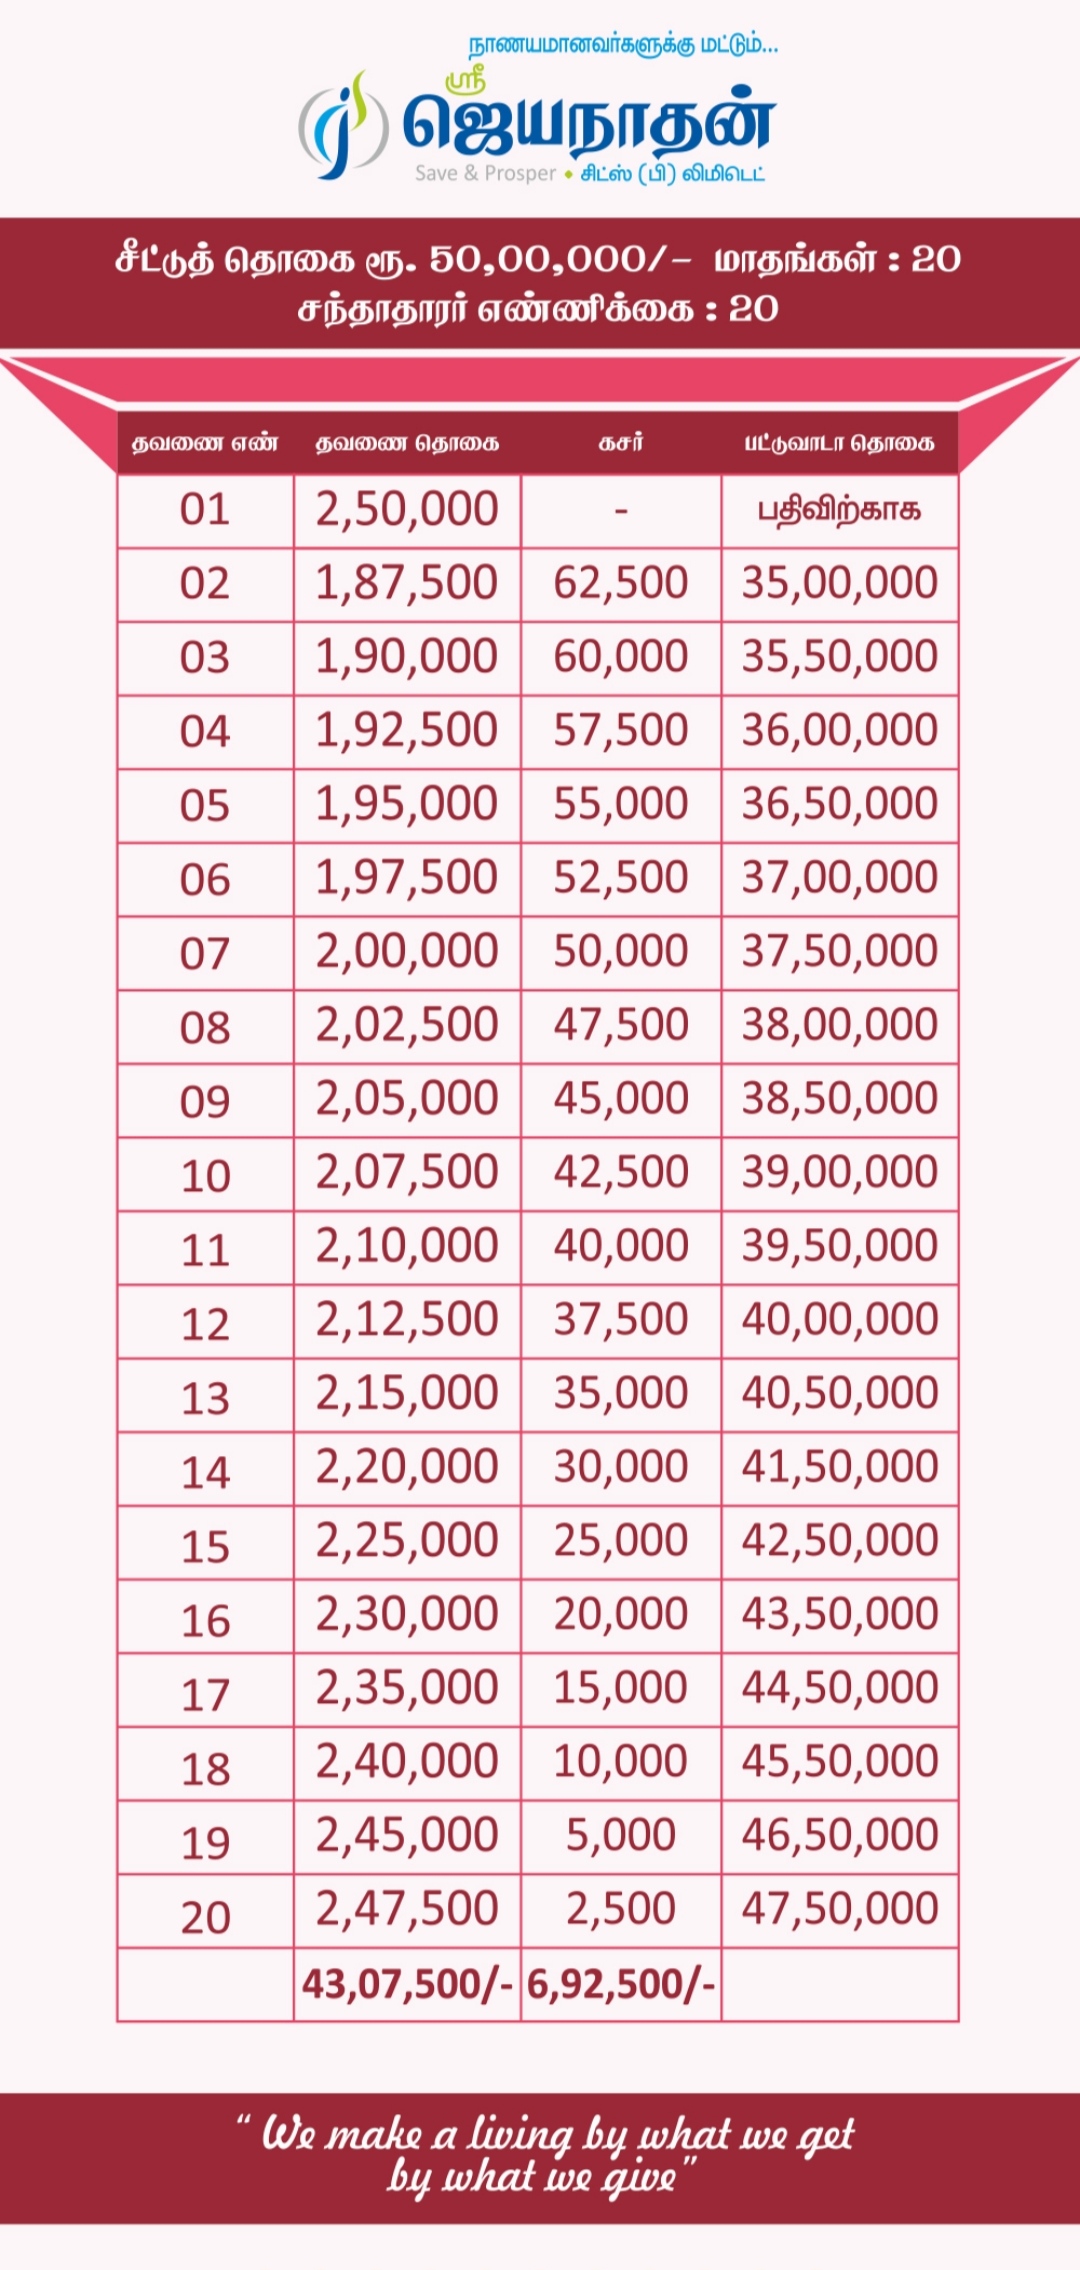 நாணயமானவர்களுக்கு மட்டும்...
ஸ்ரீ
ஜெயநாதன்
Save & Prosper • சிட்ஸ் (பி) லிமிடெட்
சீட்டுத் தொகை ரூ. 50,00,000/- மாதங்கள் : 20
சந்தாதாரர் எண்ணிக்கை : 20
தவணை எண் தவணை தொகை கசர் பட்டுவாடா தொகை
01 2,50,000 - பதிவிற்காக
02 1,87,500 62,500 35,00,000
03 1,90,000 60,000 35,50,000
04 1,92,500 57,500 36,00,000
05 1,95,000 55,000 36,50,000
06 1,97,500 52,500 37,00,000
07 2,00,000 50,000 37,50,000
08 2,02,500 47,500 38,00,000
09 2,05,000 45,000 38,50,000
10 2,07,500 42,500 39,00,000
11 2,10,000 40,000 39,50,000
12 2,12,500 37,500 40,00,000
13 2,15,000 35,000 40,50,000
14 2,20,000 30,000 41,50,000
15 2,25,000 25,000 42,50,000
16 2,30,000 20,000 43,50,000
17 2,35,000 15,000 44,50,000
18 2,40,000 10,000 45,50,000
19 2,45,000 5,000 46,50,000
20 2,47,500 2,500 47,50,000
43,07,500/- 6,92,500/-
“ We make a living by what we get
by what we give”